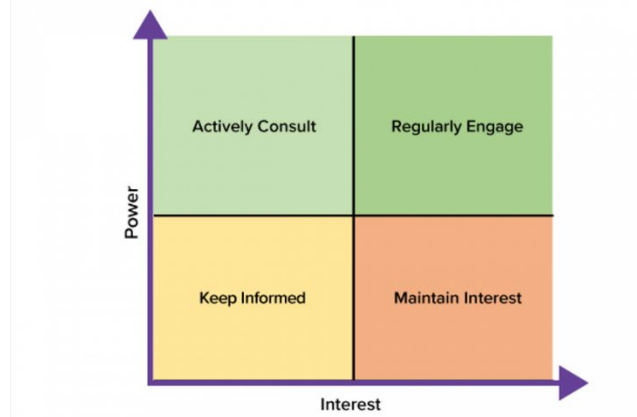 Actively Consult
Regularly Engage
Power
Keep Informed
Maintain Interest
Interest